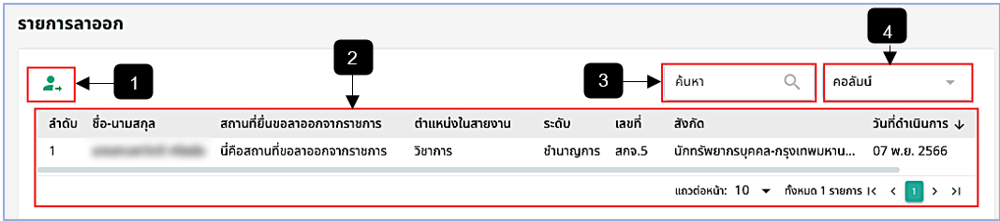 รายการลาออก
4
2
1
3
ค้นหา
คอลัมน์
ลำดับ ชื่อ-นามสกุล สถานที่ยื่นขอลาออกจากราชการ ตำแหน่งในสายงาน ระดับ เลขที่ สังกัด วันที่ดำเนินการ
1 นี่คือสถานที่ขอลาออกจากราชการ วิชาการ ชำนาญการ สกจ.5 นักทรัพยากรบุคคล-กรุงเทพมหาน... 07 พ.ย. 2566
แถวต่อหน้า: 10 ทั้งหมด 1 รายการ 1